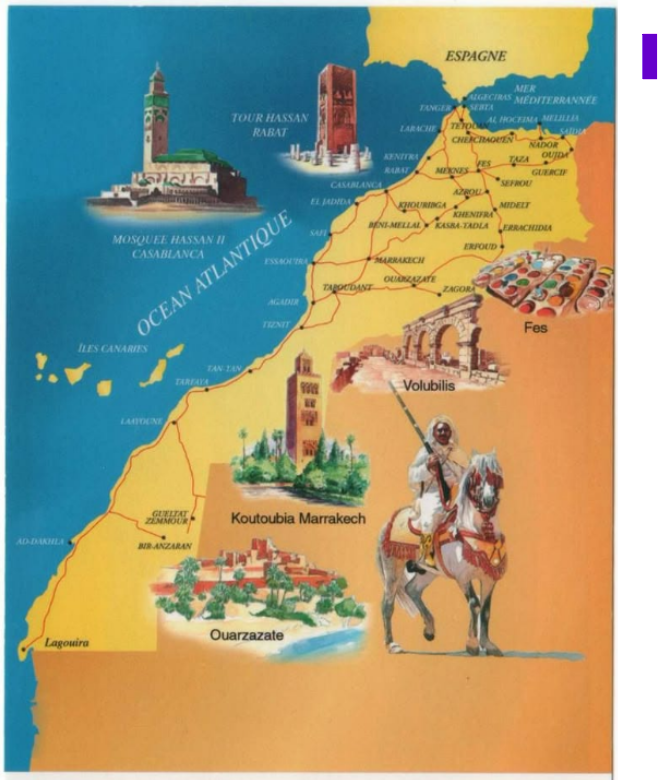 ESPAGNE
MER
MÉDITERRANNÉE
ALGECIRAS
TANGER
SEBTA
TETOUAN
AL HOCEIMA
MELILLIA
LARACHE
CHEFCHAOUEN
SAÏDIA
NADOR
OUJDA
TOUR HASSAN
RABAT
KENITRA
RABAT
MEKNES
FES
TAZA
GUERCIF
SEFROU
CASABLANCA
AZROU
EL JADIDA
KHOURIBGA
MIDELT
KHENIFRA
BENI-MELLAL
KASBA-TADLA
ERRACHIDIA
SAFI
MOSQUEE HASSAN II
CASABLANCA
OCEAN ATLANTIQUE
ERFOUD
ESSAOUIRA
MARRAKECH
OUARZAZATE
TAROUDANT
ZAGORA
AGADIR
TIZNIT
Fes
ÎLES CANARIES
TAN-TAN
TARFAYA
Volubilis
LAAYOUNE
GUELTAT
ZEMMOUR
Koutoubia Marrakech
AD-DAKHLA
BIR-ANZARAN
Ouarzazate
Lagouira